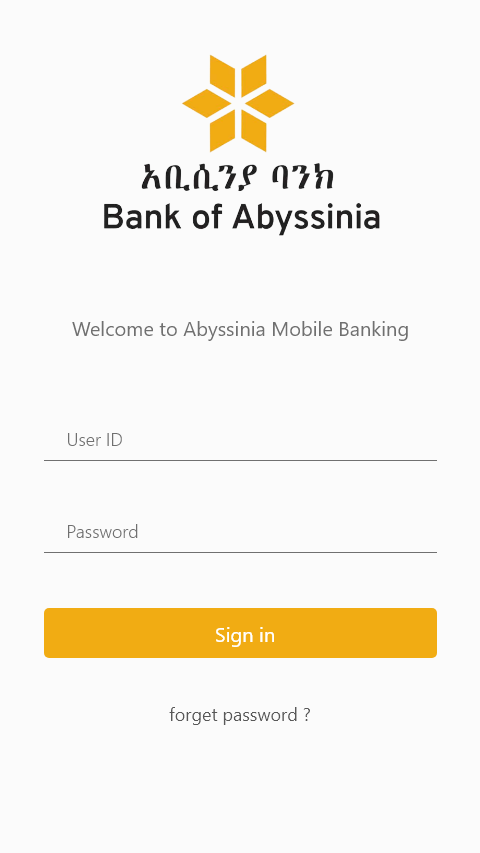 አቢሲንያ ባንክ
Bank of Abyssinia
Welcome to Abyssinia Mobile Banking
User ID
Password
Sign in
forget password ?